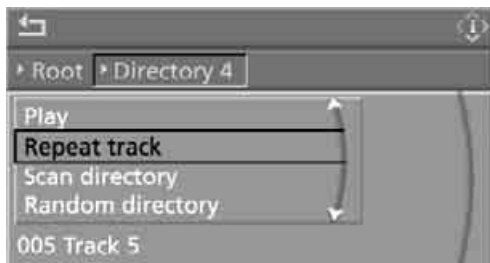 Root Directory 4
Play
Repeat track
Scan directory
Random directory
005 Track 5